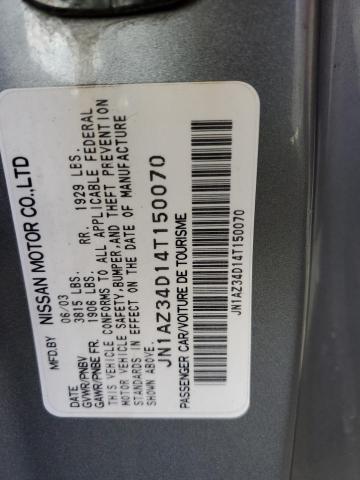 MFD.BY NISSAN MOTOR CO.,LTD
DATE 06/03
GVWR/PNBV 3815 LBS.
GAWR/PNBE FR. 1906 LBS. RR. 1929 LBS.
THIS VEHICLE CONFORMS TO ALL APPLICABLE FEDERAL
MOTOR VEHICLE SAFETY,BUMPER,AND THEFT PREVENTION
STANDARDS IN EFFECT ON THE DATE OF MANUFACTURE
SHOWN ABOVE.
JN1AZ34D14T150070
PASSENGER CAR/VOITURE DE TOURISME
JN1AZ34D14T150070